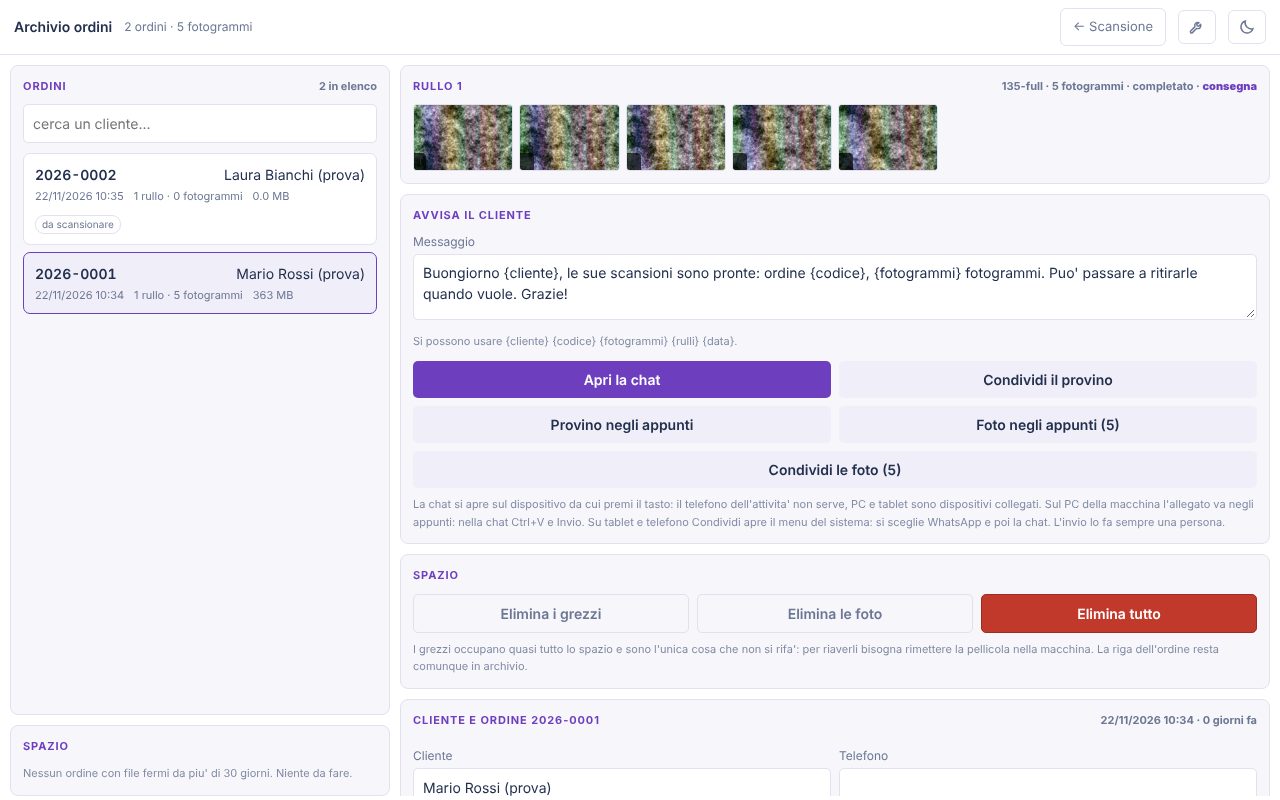 Archivio ordini 2 ordini · 5 fotogrammi
← Scansione
ORDINI 2 in elenco
cerca un cliente...
2026-0002 Laura Bianchi (prova)
22/11/2026 10:35 1 rullo · 0 fotogrammi 0.0 MB
da scansionare
2026-0001 Mario Rossi (prova)
22/11/2026 10:34 1 rullo · 5 fotogrammi 363 MB
SPAZIO
Nessun ordine con file fermi da piu' di 30 giorni. Niente da fare.
RULLO 1 135-full · 5 fotogrammi · completato · consegna
AVVISA IL CLIENTE
Messaggio
Buongiorno {cliente}, le sue scansioni sono pronte: ordine {codice}, {fotogrammi} fotogrammi. Puo' passare a ritirarle
quando vuole. Grazie!
Si possono usare {cliente} {codice} {fotogrammi} {rulli} {data}.
Apri la chat Condividi il provino
Provino negli appunti Foto negli appunti (5)
Condividi le foto (5)
La chat si apre sul dispositivo da cui premi il tasto: il telefono dell'attivita' non serve, PC e tablet sono dispositivi collegati. Sul PC della macchina l'allegato va negli
appunti: nella chat Ctrl+V e Invio. Su tablet e telefono Condividi apre il menu del sistema: si sceglie WhatsApp e poi la chat. L'invio lo fa sempre una persona.
SPAZIO
Elimina i grezzi Elimina le foto Elimina tutto
I grezzi occupano quasi tutto lo spazio e sono l'unica cosa che non si rifa': per riaverli bisogna rimettere la pellicola nella macchina. La riga dell'ordine resta
comunque in archivio.
CLIENTE E ORDINE 2026-0001 22/11/2026 10:34 · 0 giorni fa
Cliente Telefono
Mario Rossi (prova)